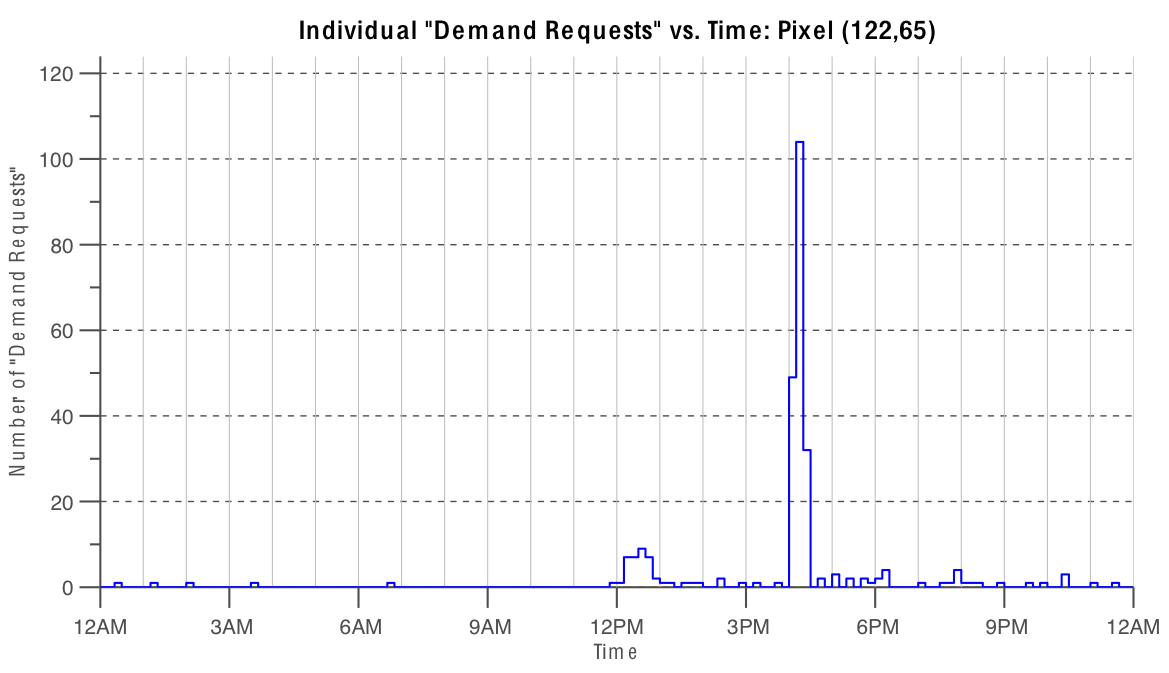 Individual "Demand Requests" vs. Time: Pixel (122,65)
Number of "Demand Requests"
120
100
80
60
40
20
0
12AM 3AM 6AM 9AM 12PM 3PM 6PM 9PM 12AM
Time